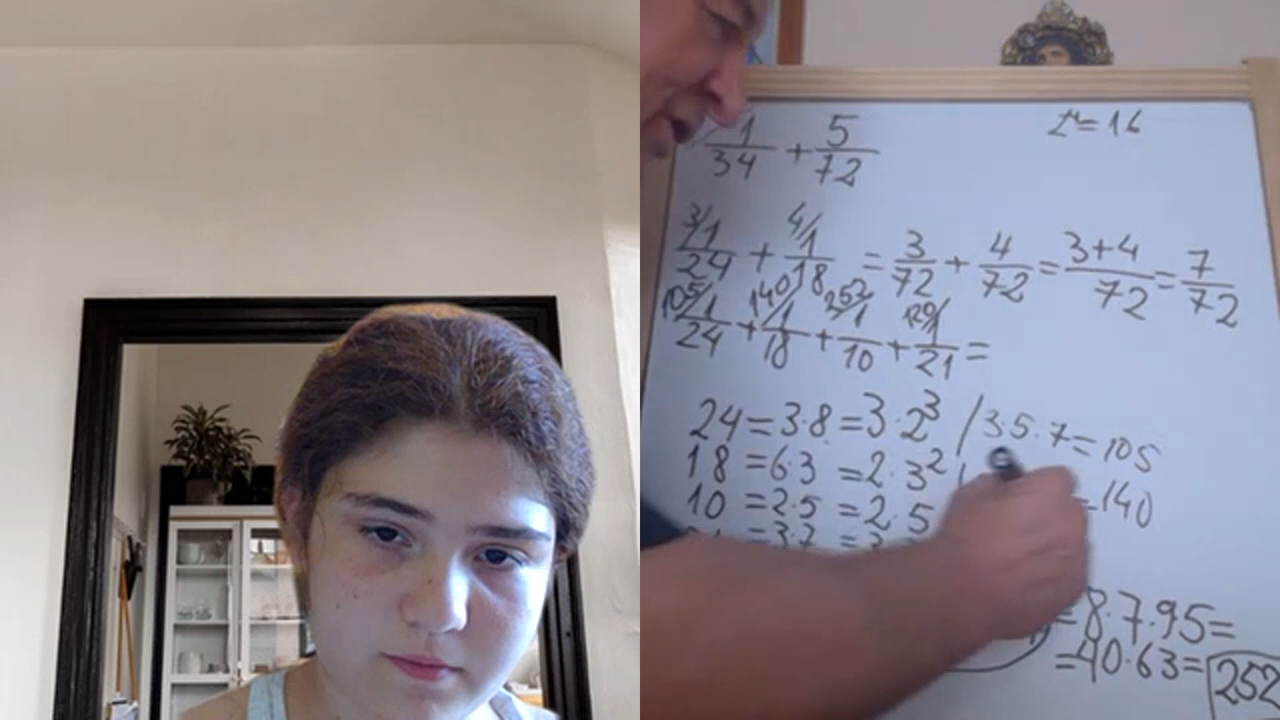 1/34 + 5/72
2⁴=16
3/ 1/24 + 4/ 1/18 = 3/72 + 4/72 = 3+4/72 = 7/72
105/ 1/24 + 140/ 1/18 + 252/ 1/10 + 120/ 1/21 =
24=3·8=3·2³ /3·5·7=105
18=6·3=2·3² =140
10=2·5=2·5
=3·7=
=8·7·95=
=40·63=252